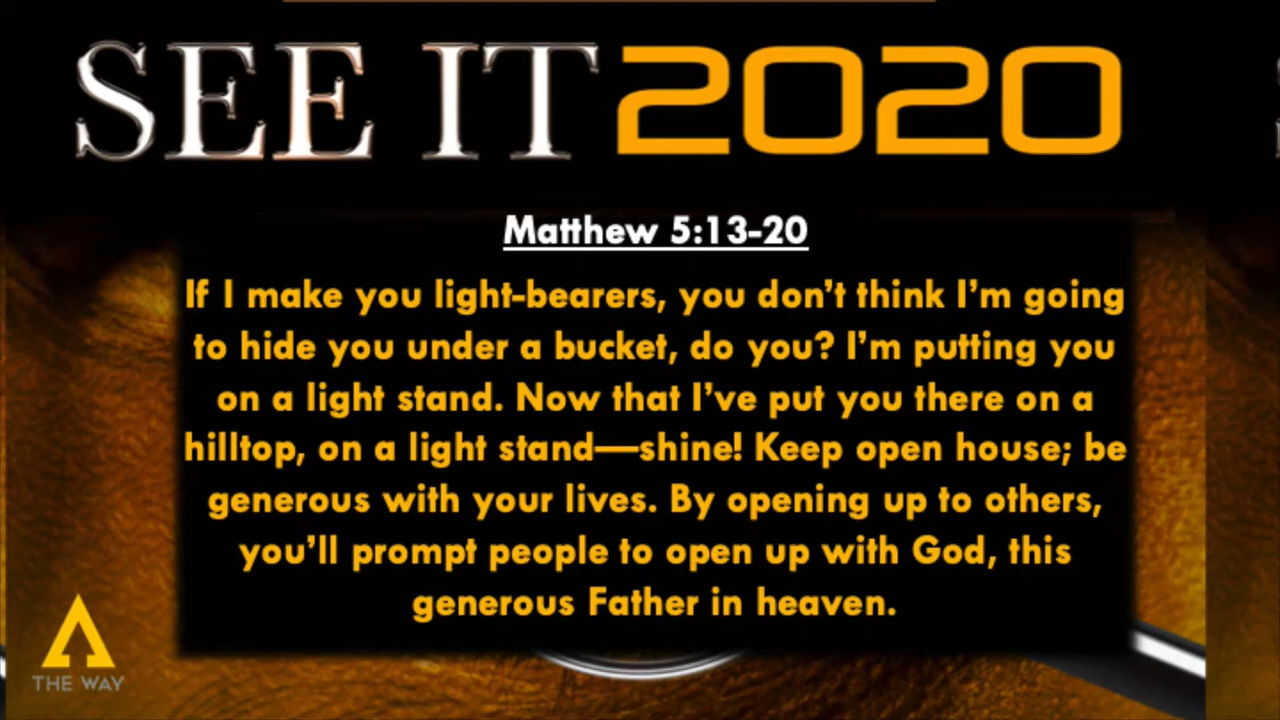 SEE IT 2020
Matthew 5:13-20
If I make you light-bearers, you don’t think I’m going
to hide you under a bucket, do you? I’m putting you
on a light stand. Now that I’ve put you there on a
hilltop, on a light stand—shine! Keep open house; be
generous with your lives. By opening up to others,
you’ll prompt people to open up with God, this
generous Father in heaven.
THE WAY